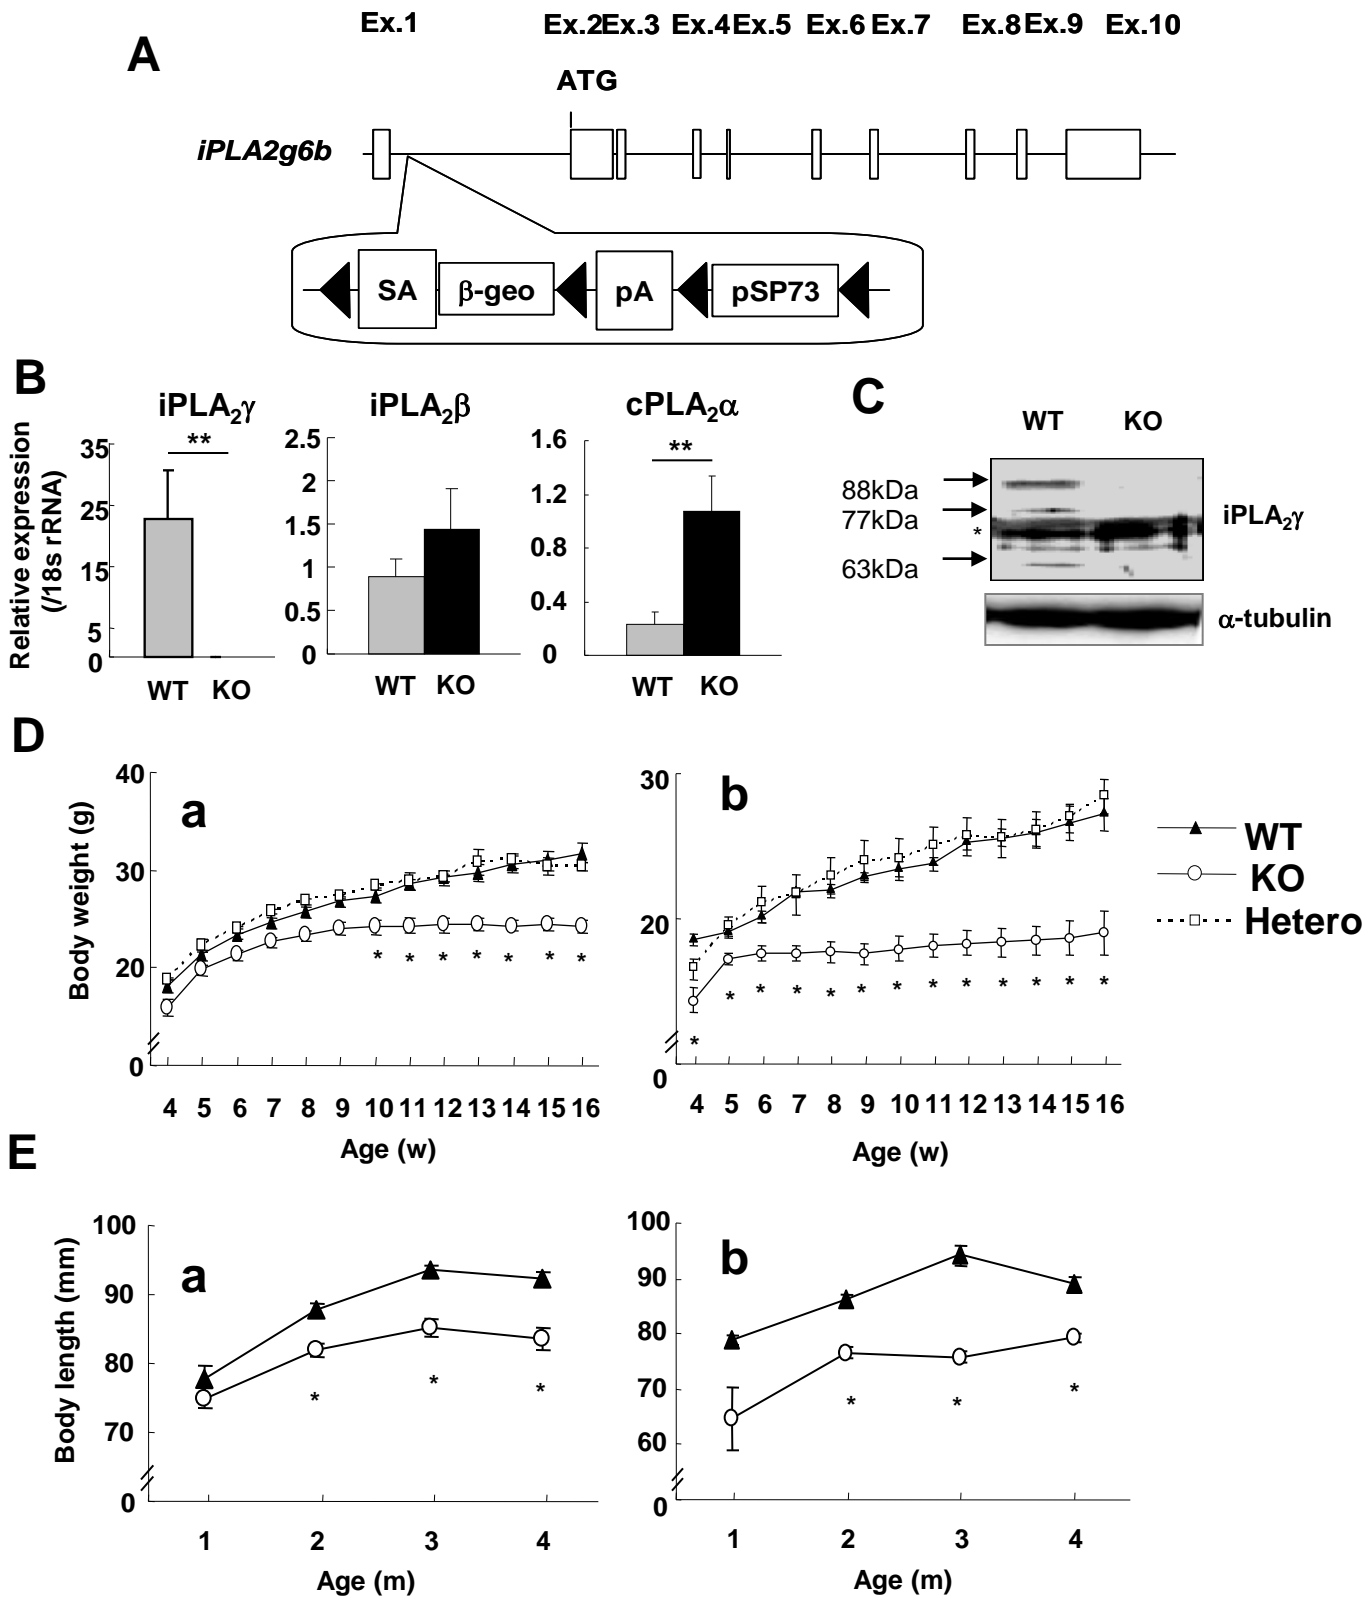 Ex.1 Ex.2 Ex.3 Ex.4 Ex.5 Ex.6 Ex.7 Ex.8 Ex.9 Ex.10
A
ATG
iPLA2g6b
SA β-geo pA pSP73
B
iPLA₂γ iPLA₂β cPLA₂α
Relative expression
(/18s rRNA)
35
25
15
5
0
**
WT KO
2.5
2
1.5
1
0.5
0
WT KO
1.6
1.2
0.8
0.4
0
**
WT KO
C
WT KO
88kDa
77kDa
*
63kDa
iPLA₂γ
α-tubulin
D
Body weight (g)
a
40
30
20
0
* * * * * * *
4 5 6 7 8 9 10 11 12 13 14 15 16
Age (w)
b
30
20
0
* * * * * * * * * * * * *
4 5 6 7 8 9 10 11 12 13 14 15 16
Age (w)
WT
KO
Hetero
E
Body length (mm)
a
100
90
80
70
0
* * *
1 2 3 4
Age (m)
b
100
90
80
70
60
0
* * *
1 2 3 4
Age (m)